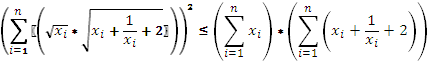 (∑_{i=1}^{n} 〖(√x_i * √(x_i + 1/x_i + 2)〗))² ≤ (∑_{i=1}^{n} x_i) * (∑_{i=1}^{n} (x_i + 1/x_i + 2))